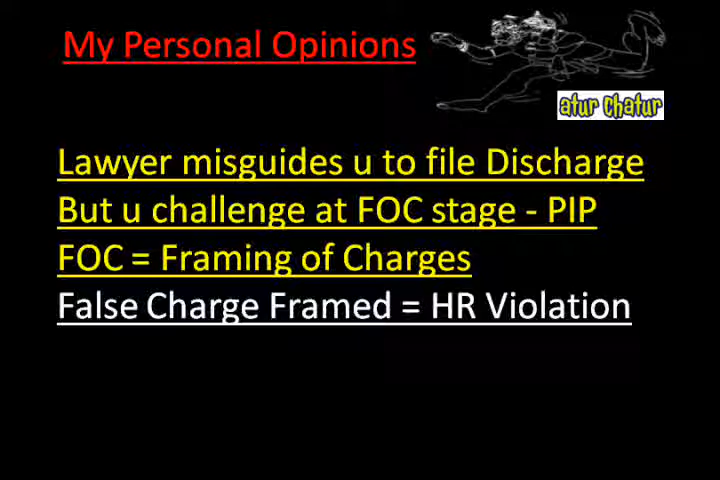 My Personal Opinions
atur chatur
Lawyer misguides u to file Discharge
But u challenge at FOC stage - PIP
FOC = Framing of Charges
False Charge Framed = HR Violation